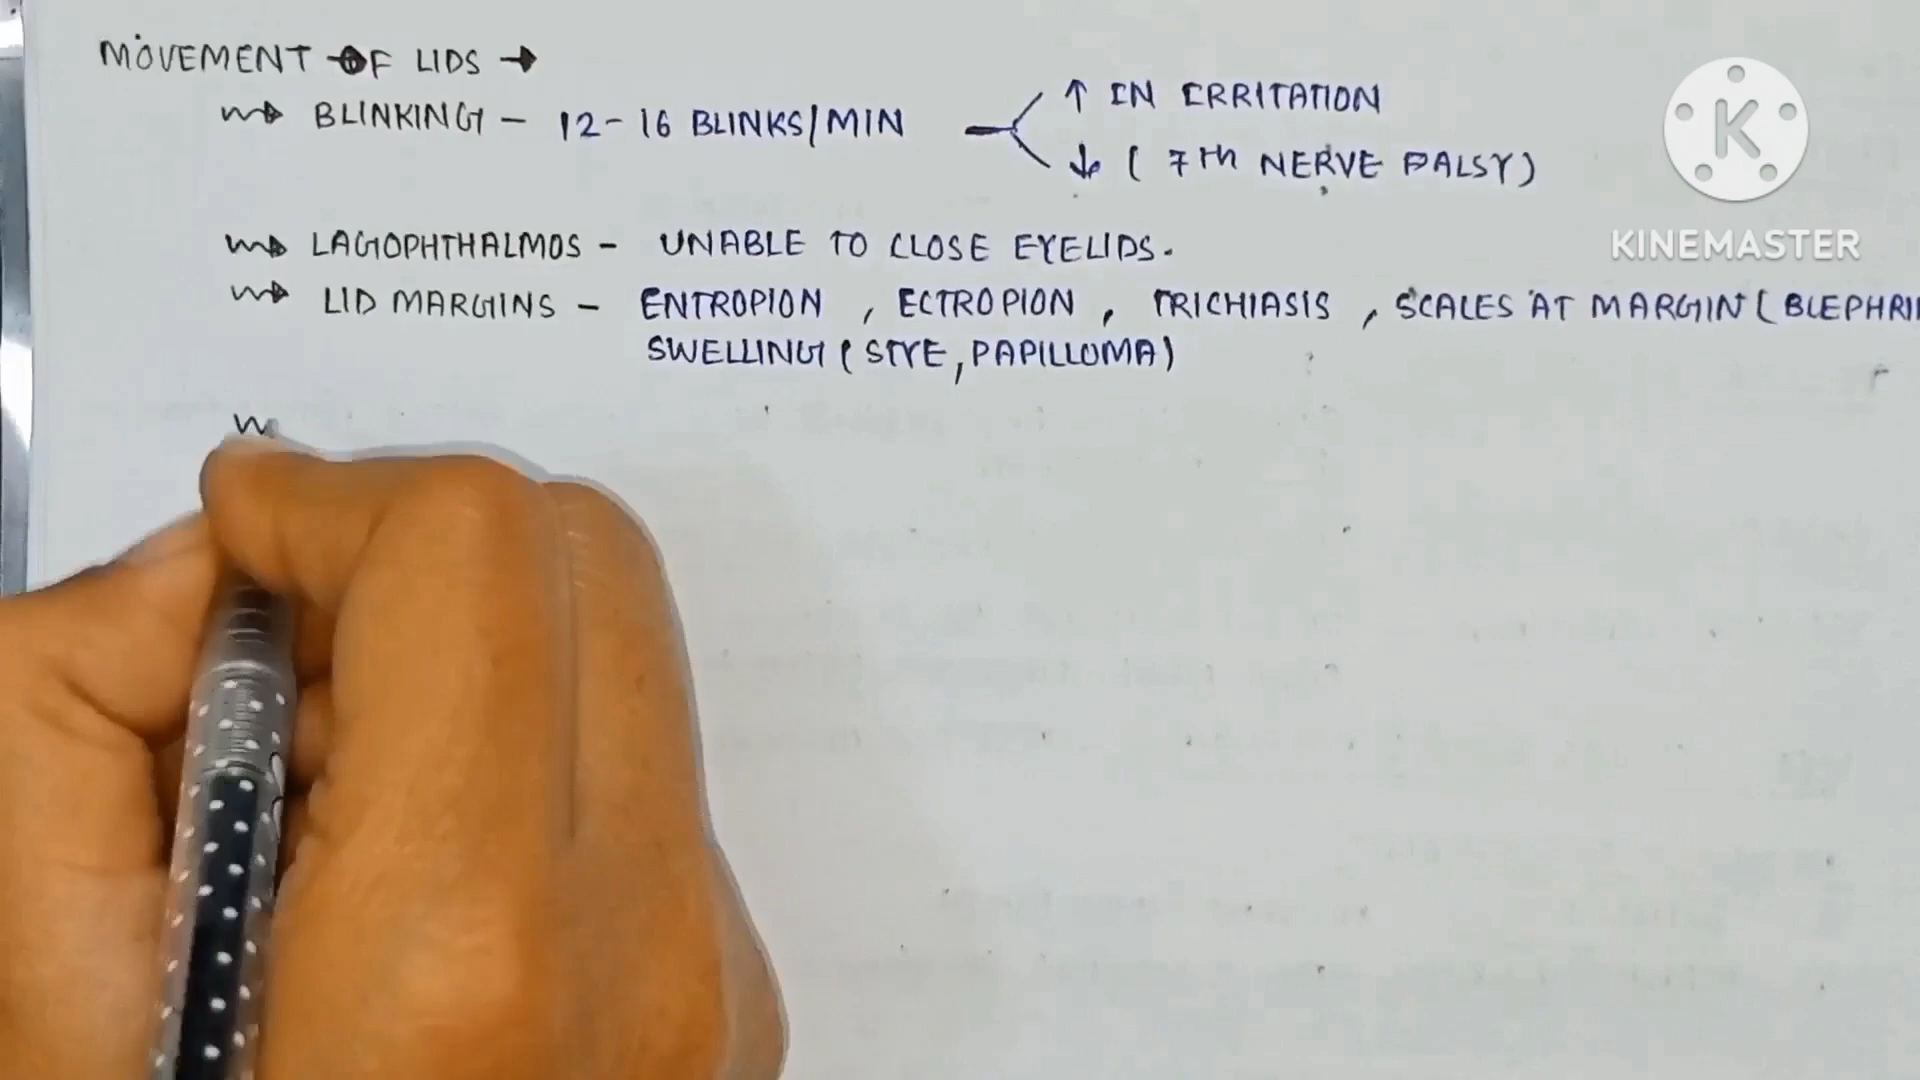 MOVEMENT OF LIDS →
BLINKING - 12-16 BLINKS/MIN
↑ IN IRRITATION
↓ ( 7TH NERVE PALSY)
LAGOPHTHALMOS - UNABLE TO CLOSE EYELIDS.
LID MARGINS - ENTROPION, ECTROPION, TRICHIASIS, SCALES AT MARGIN (BLEPHRI
SWELLING (STYE, PAPILLOMA)
K
KINEMASTER